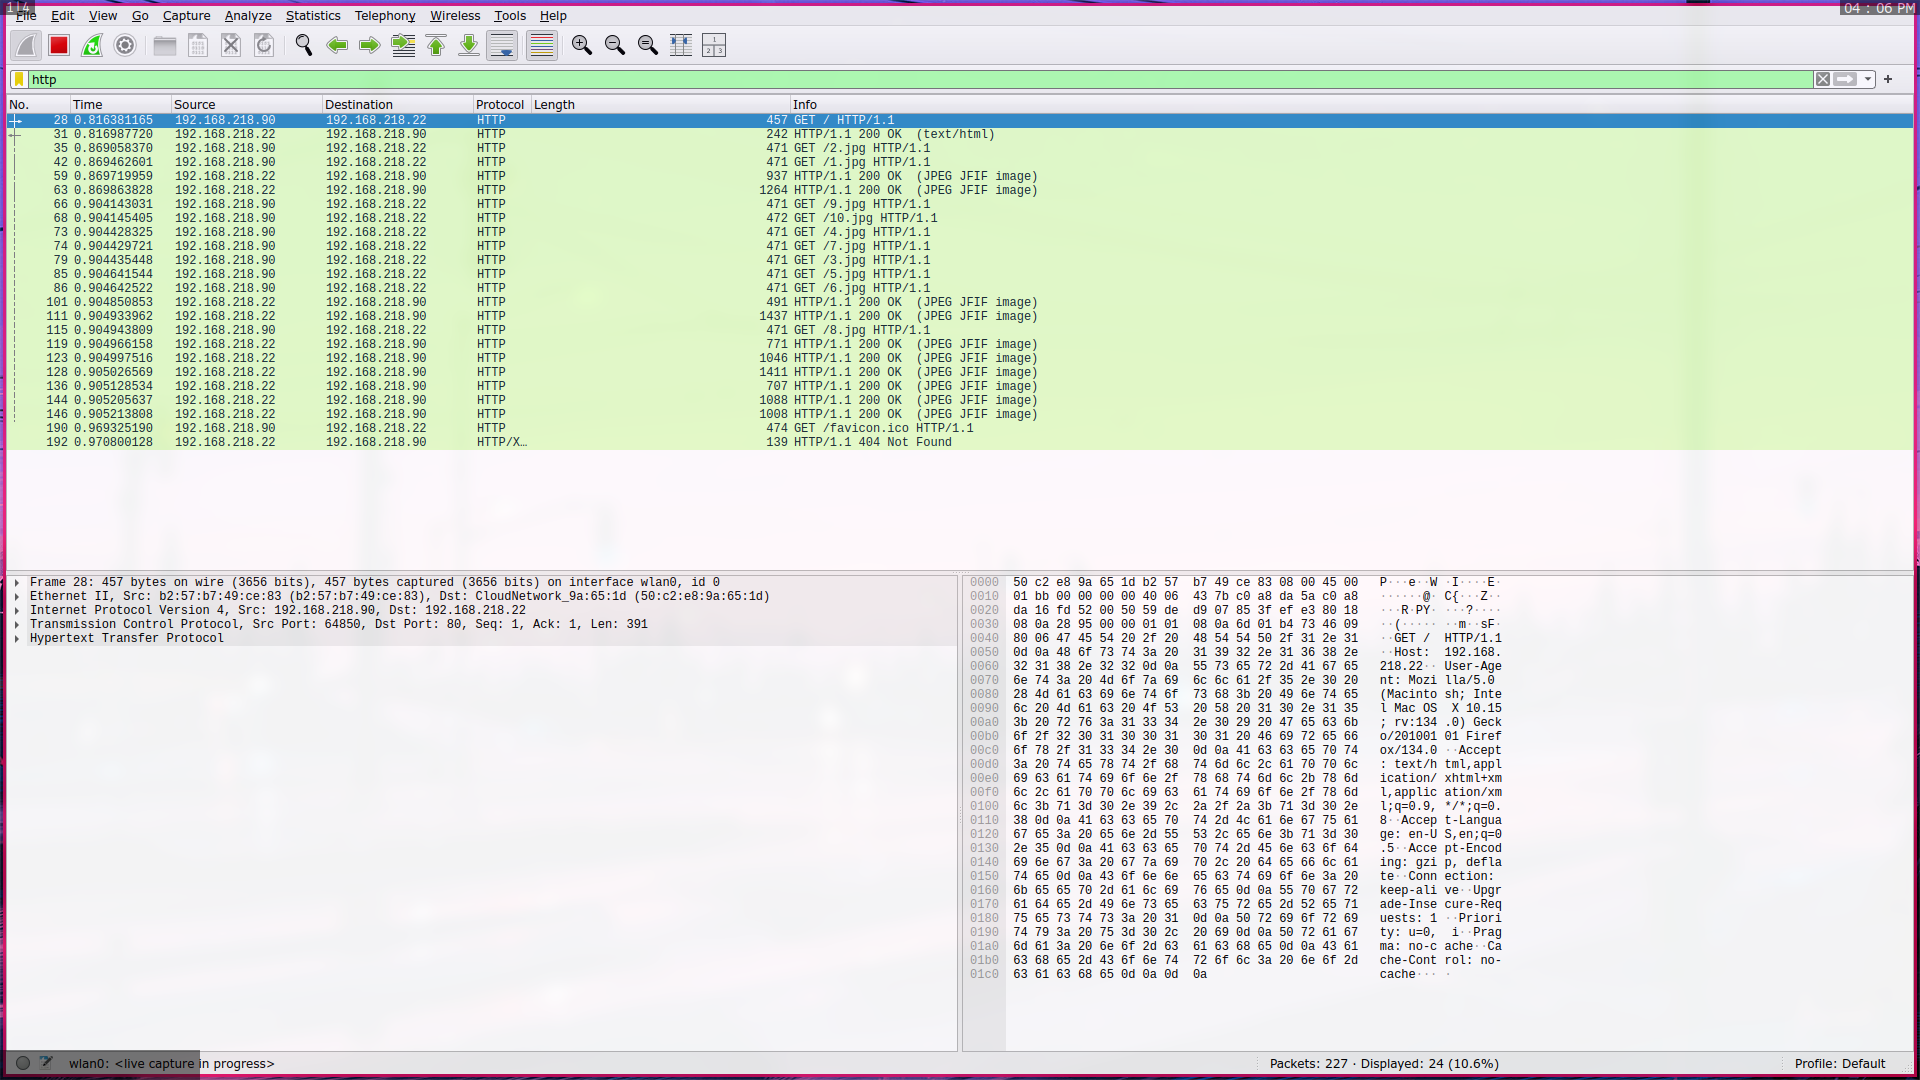 1|4
04 : 06 PM
File Edit View Go Capture Analyze Statistics Telephony Wireless Tools Help
http
No. Time Source Destination Protocol Length Info
28 0.816381165 192.168.218.90 192.168.218.22 HTTP 457 GET / HTTP/1.1
31 0.816987720 192.168.218.22 192.168.218.90 HTTP 242 HTTP/1.1 200 OK (text/html)
35 0.869058370 192.168.218.90 192.168.218.22 HTTP 471 GET /2.jpg HTTP/1.1
42 0.869462601 192.168.218.90 192.168.218.22 HTTP 471 GET /1.jpg HTTP/1.1
59 0.869719959 192.168.218.22 192.168.218.90 HTTP 937 HTTP/1.1 200 OK (JPEG JFIF image)
63 0.869863828 192.168.218.22 192.168.218.90 HTTP 1264 HTTP/1.1 200 OK (JPEG JFIF image)
66 0.904143031 192.168.218.90 192.168.218.22 HTTP 471 GET /9.jpg HTTP/1.1
68 0.904145405 192.168.218.90 192.168.218.22 HTTP 472 GET /10.jpg HTTP/1.1
73 0.904428325 192.168.218.90 192.168.218.22 HTTP 471 GET /4.jpg HTTP/1.1
74 0.904429721 192.168.218.90 192.168.218.22 HTTP 471 GET /7.jpg HTTP/1.1
79 0.904435448 192.168.218.90 192.168.218.22 HTTP 471 GET /3.jpg HTTP/1.1
85 0.904641544 192.168.218.90 192.168.218.22 HTTP 471 GET /5.jpg HTTP/1.1
86 0.904642522 192.168.218.90 192.168.218.22 HTTP 471 GET /6.jpg HTTP/1.1
101 0.904850853 192.168.218.22 192.168.218.90 HTTP 491 HTTP/1.1 200 OK (JPEG JFIF image)
111 0.904933962 192.168.218.22 192.168.218.90 HTTP 1437 HTTP/1.1 200 OK (JPEG JFIF image)
115 0.904943809 192.168.218.90 192.168.218.22 HTTP 471 GET /8.jpg HTTP/1.1
119 0.904966158 192.168.218.22 192.168.218.90 HTTP 771 HTTP/1.1 200 OK (JPEG JFIF image)
123 0.904997516 192.168.218.22 192.168.218.90 HTTP 1046 HTTP/1.1 200 OK (JPEG JFIF image)
128 0.905026569 192.168.218.22 192.168.218.90 HTTP 1411 HTTP/1.1 200 OK (JPEG JFIF image)
136 0.905128534 192.168.218.22 192.168.218.90 HTTP 707 HTTP/1.1 200 OK (JPEG JFIF image)
144 0.905205637 192.168.218.22 192.168.218.90 HTTP 1088 HTTP/1.1 200 OK (JPEG JFIF image)
146 0.905213808 192.168.218.22 192.168.218.90 HTTP 1008 HTTP/1.1 200 OK (JPEG JFIF image)
190 0.969325190 192.168.218.90 192.168.218.22 HTTP 474 GET /favicon.ico HTTP/1.1
192 0.970800128 192.168.218.22 192.168.218.90 HTTP/X… 139 HTTP/1.1 404 Not Found
Frame 28: 457 bytes on wire (3656 bits), 457 bytes captured (3656 bits) on interface wlan0, id 0
Ethernet II, Src: b2:57:b7:49:ce:83 (b2:57:b7:49:ce:83), Dst: CloudNetwork_9a:65:1d (50:c2:e8:9a:65:1d)
Internet Protocol Version 4, Src: 192.168.218.90, Dst: 192.168.218.22
Transmission Control Protocol, Src Port: 64850, Dst Port: 80, Seq: 1, Ack: 1, Len: 391
Hypertext Transfer Protocol
0000 50 c2 e8 9a 65 1d b2 57 b7 49 ce 83 08 00 45 00 P···e··W ·I····E·
0010 01 bb 00 00 00 00 40 06 43 7b c0 a8 da 5a c0 a8 ······@· C{···Z··
0020 da 16 fd 52 00 50 59 de d9 07 85 3f ef e3 80 18 ···R·PY· ···?····
0030 08 0a 28 95 00 00 01 01 08 0a 6d 01 b4 73 46 09 ··(····· ··m··sF·
0040 80 06 47 45 54 20 2f 20 48 54 54 50 2f 31 2e 31 ··GET / HTTP/1.1
0050 0d 0a 48 6f 73 74 3a 20 31 39 32 2e 31 36 38 2e ··Host: 192.168.
0060 32 31 38 2e 32 32 0d 0a 55 73 65 72 2d 41 67 65 218.22·· User-Age
0070 6e 74 3a 20 4d 6f 7a 69 6c 6c 61 2f 35 2e 30 20 nt: Mozi lla/5.0
0080 28 4d 61 63 69 6e 74 6f 73 68 3b 20 49 6e 74 65 (Macinto sh; Inte
0090 6c 20 4d 61 63 20 4f 53 20 58 20 31 30 2e 31 35 l Mac OS X 10.15
00a0 3b 20 72 76 3a 31 33 34 2e 30 29 20 47 65 63 6b ; rv:134 .0) Geck
00b0 6f 2f 32 30 31 30 30 31 30 31 20 46 69 72 65 66 o/201001 01 Firef
00c0 6f 78 2f 31 33 34 2e 30 0d 0a 41 63 63 65 70 74 ox/134.0 ··Accept
00d0 3a 20 74 65 78 74 2f 68 74 6d 6c 2c 61 70 70 6c : text/h tml,appl
00e0 69 63 61 74 69 6f 6e 2f 78 68 74 6d 6c 2b 78 6d ication/ xhtml+xm
00f0 6c 2c 61 70 70 6c 69 63 61 74 69 6f 6e 2f 78 6d l,applic ation/xm
0100 6c 3b 71 3d 30 2e 39 2c 2a 2f 2a 3b 71 3d 30 2e l;q=0.9, */*;q=0.
0110 38 0d 0a 41 63 63 65 70 74 2d 4c 61 6e 67 75 61 8··Accep t-Langua
0120 67 65 3a 20 65 6e 2d 55 53 2c 65 6e 3b 71 3d 30 ge: en-U S,en;q=0
0130 2e 35 0d 0a 41 63 63 65 70 74 2d 45 6e 63 6f 64 .5··Acce pt-Encod
0140 69 6e 67 3a 20 67 7a 69 70 2c 20 64 65 66 6c 61 ing: gzi p, defla
0150 74 65 0d 0a 43 6f 6e 6e 65 63 74 69 6f 6e 3a 20 te··Conn ection:
0160 6b 65 65 70 2d 61 6c 69 76 65 0d 0a 55 70 67 72 keep-ali ve··Upgr
0170 61 64 65 2d 49 6e 73 65 63 75 72 65 2d 52 65 71 ade-Inse cure-Req
0180 75 65 73 74 73 3a 20 31 0d 0a 50 72 69 6f 72 69 uests: 1 ··Priori
0190 74 79 3a 20 75 3d 30 2c 20 69 0d 0a 50 72 61 67 ty: u=0, i··Prag
01a0 6d 61 3a 20 6e 6f 2d 63 61 63 68 65 0d 0a 43 61 ma: no-c ache··Ca
01b0 63 68 65 2d 43 6f 6e 74 72 6f 6c 3a 20 6e 6f 2d che-Cont rol: no-
01c0 63 61 63 68 65 0d 0a 0d 0a cache··· ·
wlan0: <live capture in progress>
Packets: 227 · Displayed: 24 (10.6%)
Profile: Default